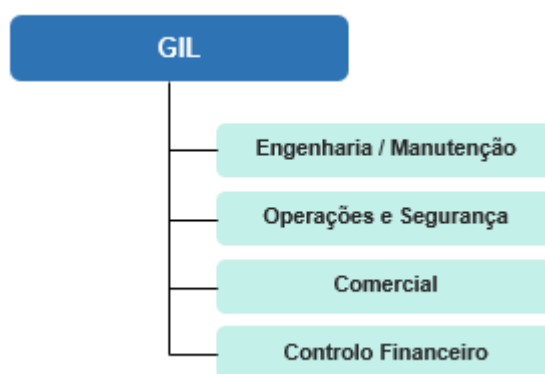 GIL
Engenharia / Manutenção
Operações e Segurança
Comercial
Controlo Financeiro